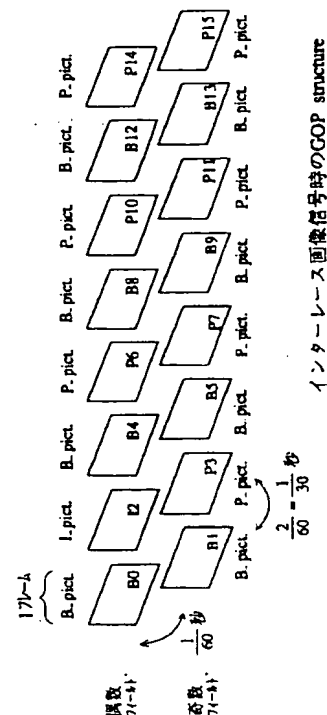 1フレーム
B. pict. I. pict. B. pict. P. pict. B. pict. P. pict. B. pict. P. pict.
偶数フィールド B0 I2 B4 P6 B8 P10 B12 P14
1/60 秒
奇数フィールド B1 P3 B5 P7 B9 P11 B13 P15
B. pict. P. pict. B. pict. P. pict. B. pict. P. pict. B. pict. P. pict.
2/60 = 1/30 秒
インターレース画像信号時のGOP structure